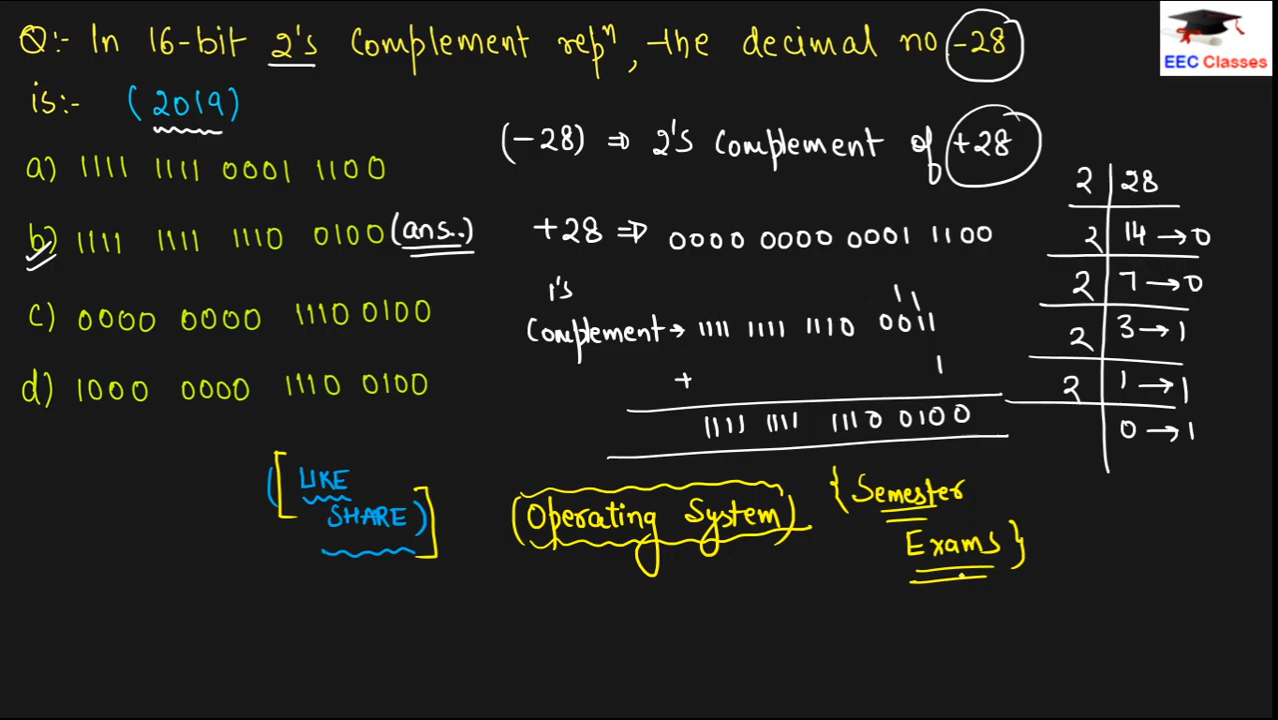 Q:- In 16-bit 2's complement repⁿ, the decimal no -28
is:- (2019)
a) 1111 1111 0001 1100
b) 1111 1111 1110 0100 (ans..)
c) 0000 0000 1110 0100
d) 1000 0000 1110 0100
(-28) ⇒ 2's complement of +28
+28 ⇒ 0000 0000 0001 1100
1's
1 1
Complement → 1111 1111 1110 0011
+ 1
1111 1111 1110 0100
2 | 28
2 | 14 → 0
2 | 7 → 0
2 | 3 → 1
2 | 1 → 1
0 → 1
([LIKE
SHARE)]
(Operating System)
{Semester
Exams}
EEC Classes